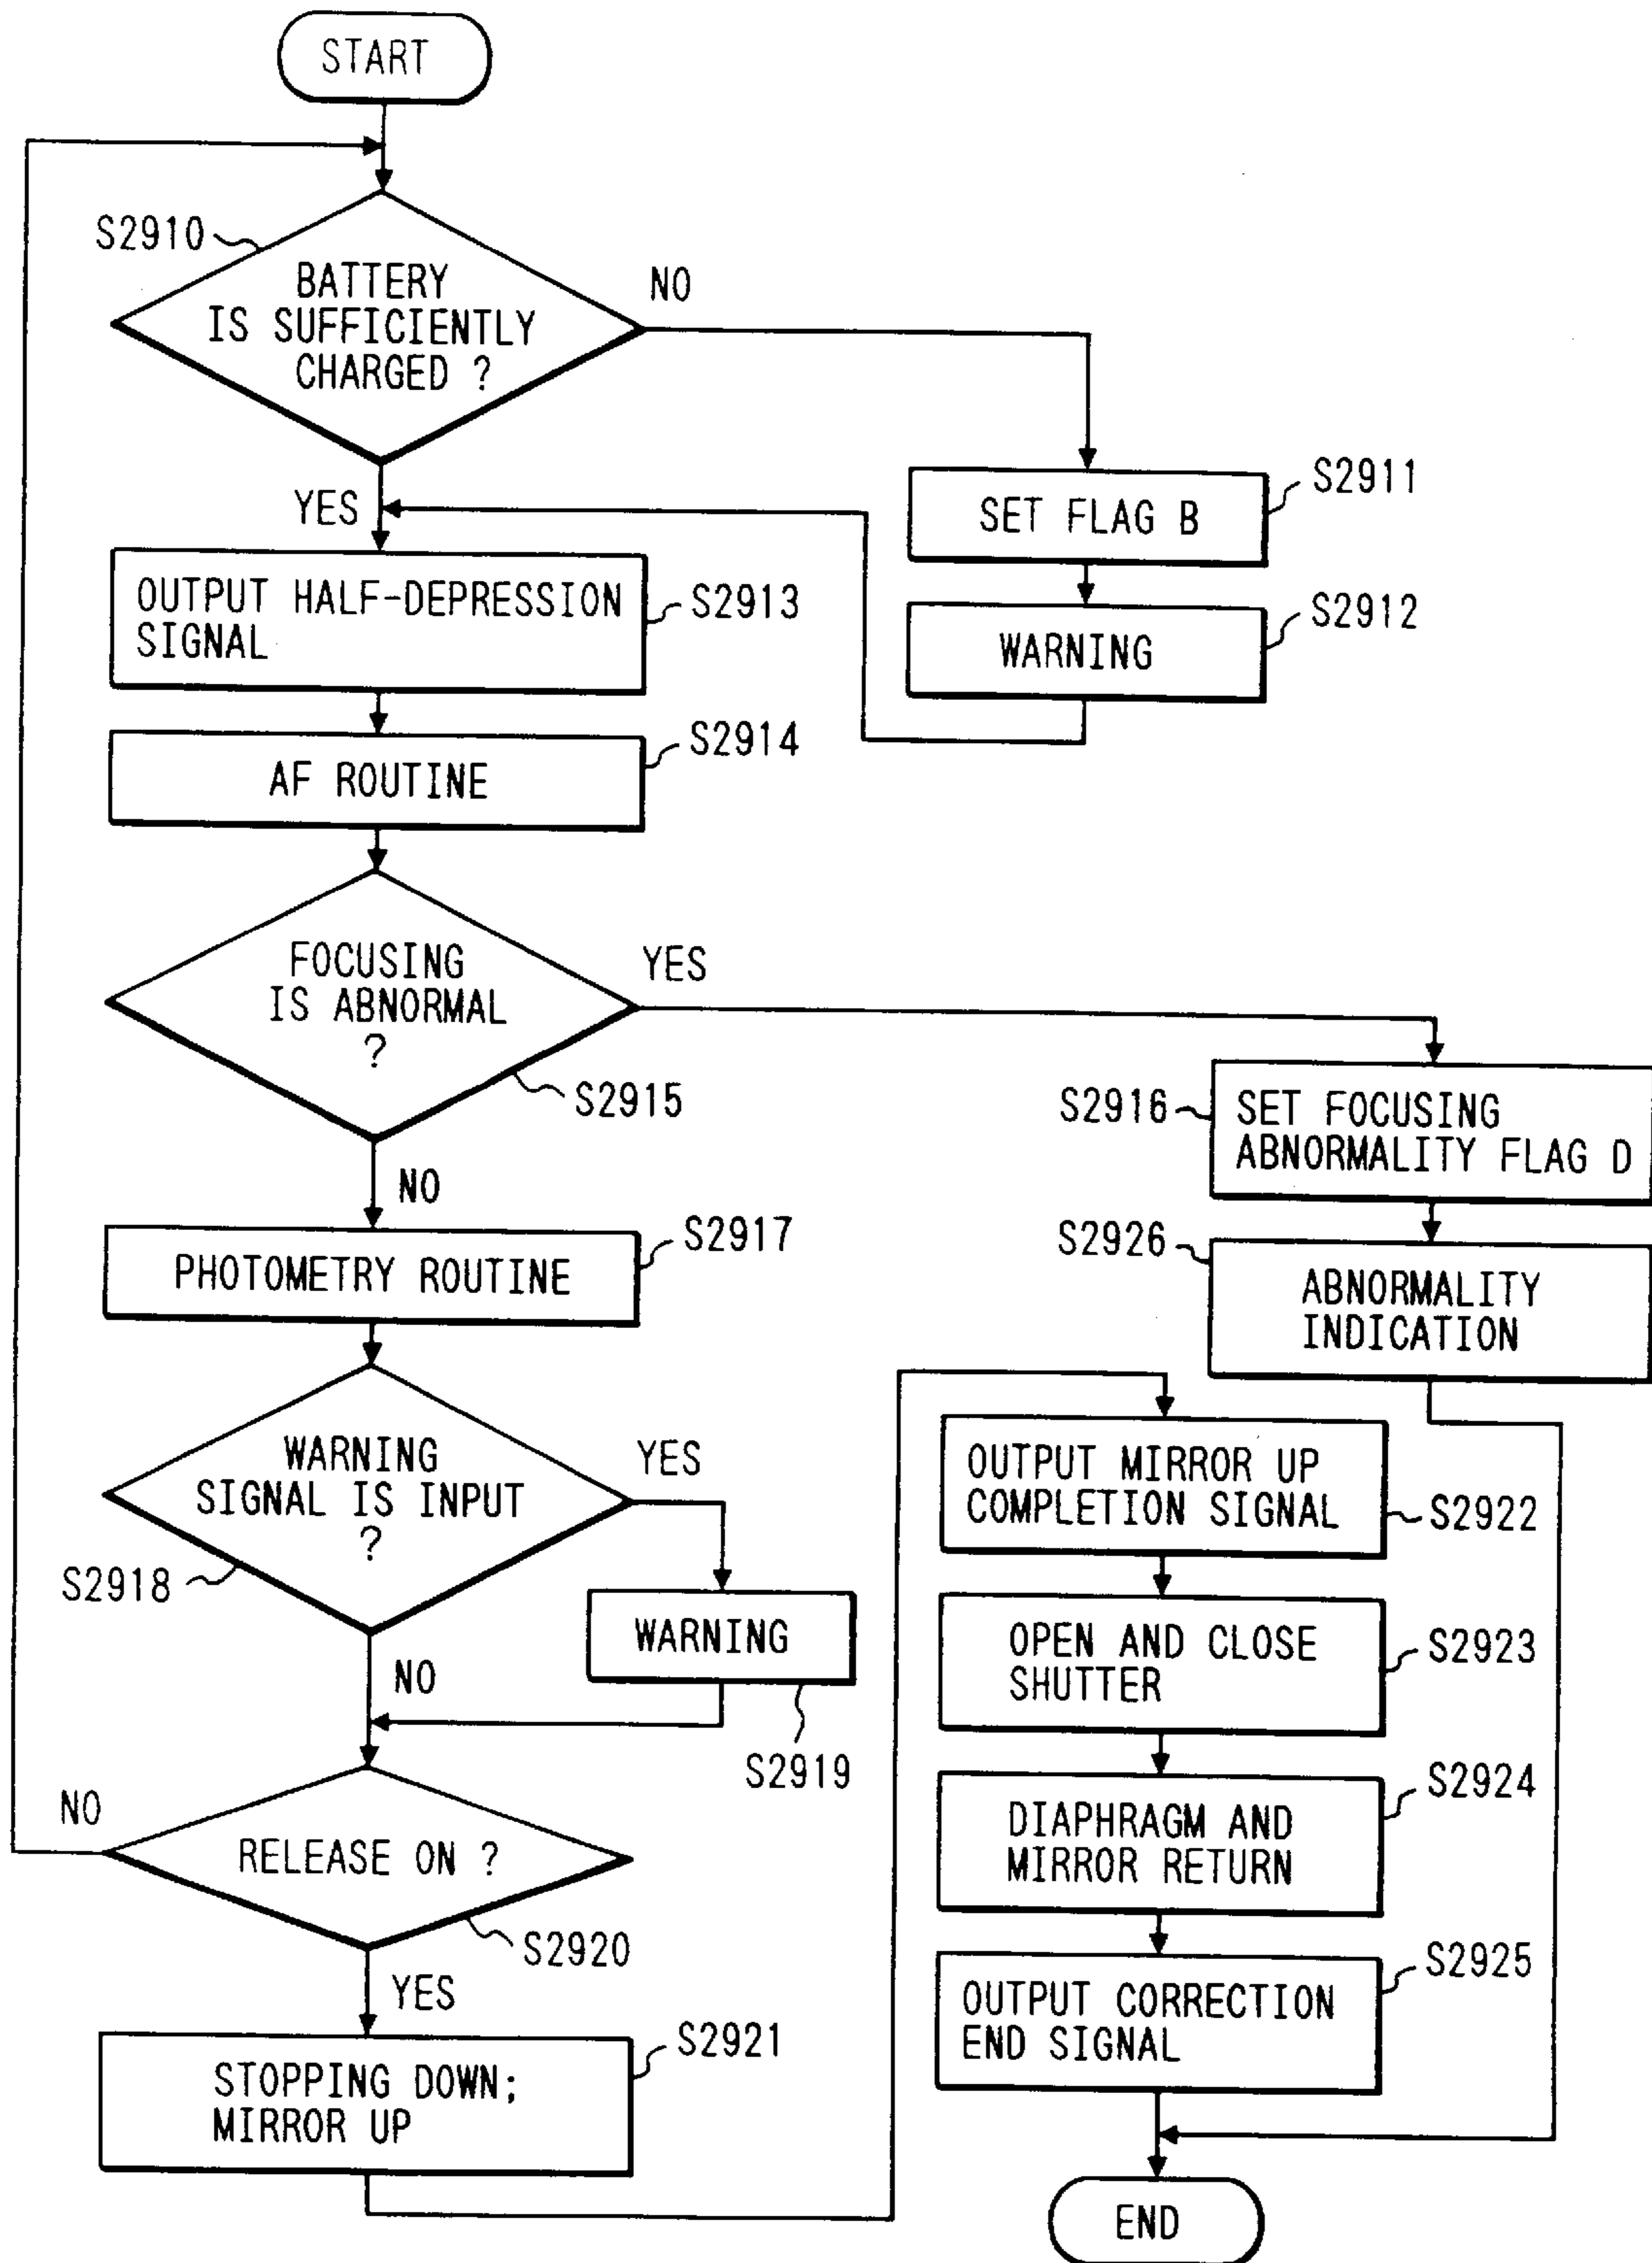 START
S2910
BATTERY
IS SUFFICIENTLY
CHARGED ?
NO
YES
SET FLAG B
S2911
WARNING
S2912
OUTPUT HALF-DEPRESSION
SIGNAL
S2913
AF ROUTINE
S2914
FOCUSING
IS ABNORMAL
?
YES
S2915
NO
S2916
SET FOCUSING
ABNORMALITY FLAG D
S2926
ABNORMALITY
INDICATION
PHOTOMETRY ROUTINE
S2917
WARNING
SIGNAL IS INPUT
?
YES
S2918
NO
WARNING
S2919
NO
RELEASE ON ?
S2920
YES
STOPPING DOWN;
MIRROR UP
S2921
OUTPUT MIRROR UP
COMPLETION SIGNAL
S2922
OPEN AND CLOSE
SHUTTER
S2923
DIAPHRAGM AND
MIRROR RETURN
S2924
OUTPUT CORRECTION
END SIGNAL
S2925
END